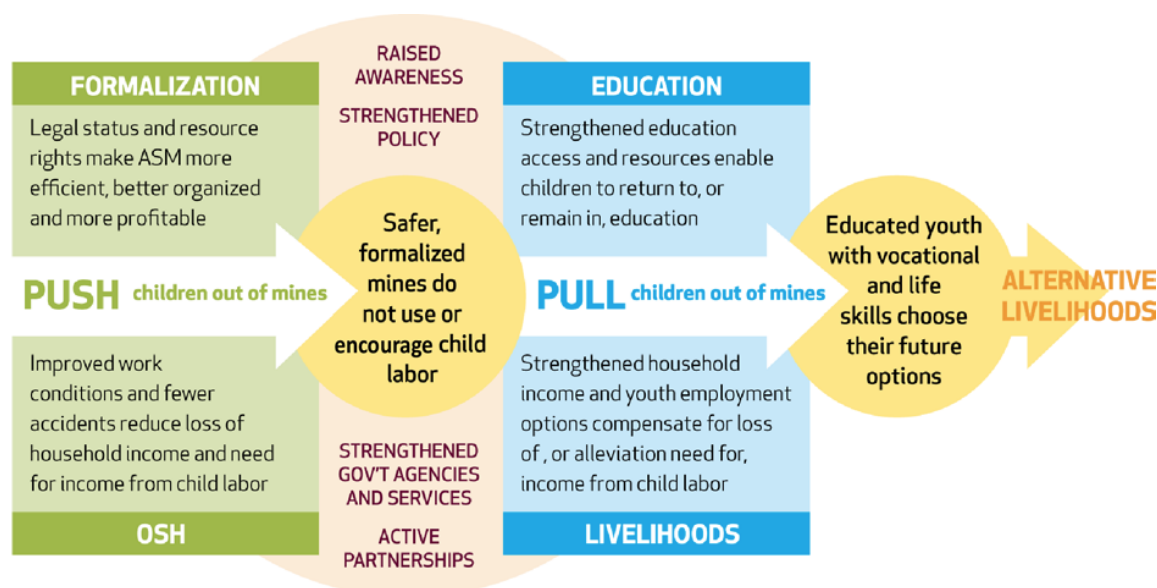 RAISED
AWARENESS
STRENGTHENED
POLICY
FORMALIZATION
Legal status and resource
rights make ASM more
efficient, better organized
and more profitable
PUSH children out of mines
Improved work
conditions and fewer
accidents reduce loss of
household income and need
for income from child labor
OSH
Safer,
formalized
mines do
not use or
encourage child
labor
STRENGTHENED
GOV'T AGENCIES
AND SERVICES
ACTIVE
PARTNERSHIPS
EDUCATION
Strengthened education
access and resources enable
children to return to, or
remain in, education
PULL children out of mines
Strengthened household
income and youth employment
options compensate for loss
of , or alleviation need for,
income from child labor
LIVELIHOODS
Educated youth
with vocational
and life
skills choose
their future
options
ALTERNATIVE
LIVELIHOODS